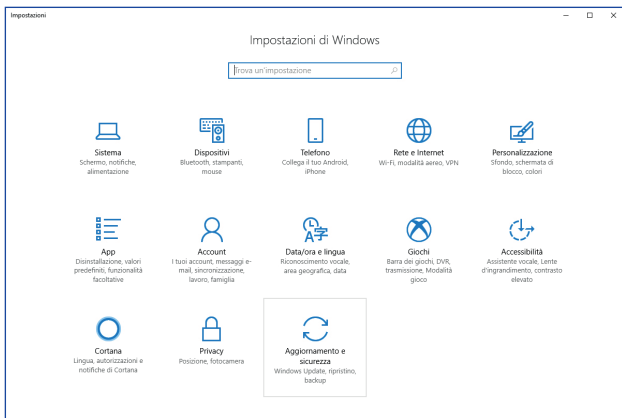 Impostazioni
Impostazioni di Windows
Trova un'impostazione
Sistema
Schermo, notifiche,
alimentazione
Dispositivi
Bluetooth, stampanti,
mouse
Telefono
Collega il tuo Android,
iPhone
Rete e Internet
Wi-Fi, modalità aereo, VPN
Personalizzazione
Sfondo, schermata di
blocco, colori
App
Disinstallazione, valori
predefiniti, funzionalità
facoltative
Account
I tuoi account, messaggi e-
mail, sincronizzazione,
lavoro, famiglia
Data/ora e lingua
Riconoscimento vocale,
area geografica, data
Giochi
Barra dei giochi, DVR,
trasmissione, Modalità
gioco
Accessibilità
Assistente vocale, Lente
d'ingrandimento, contrasto
elevato
Cortana
Lingua, autorizzazioni e
notifiche di Cortana
Privacy
Posizione, fotocamera
Aggiornamento e
sicurezza
Windows Update, ripristino,
backup